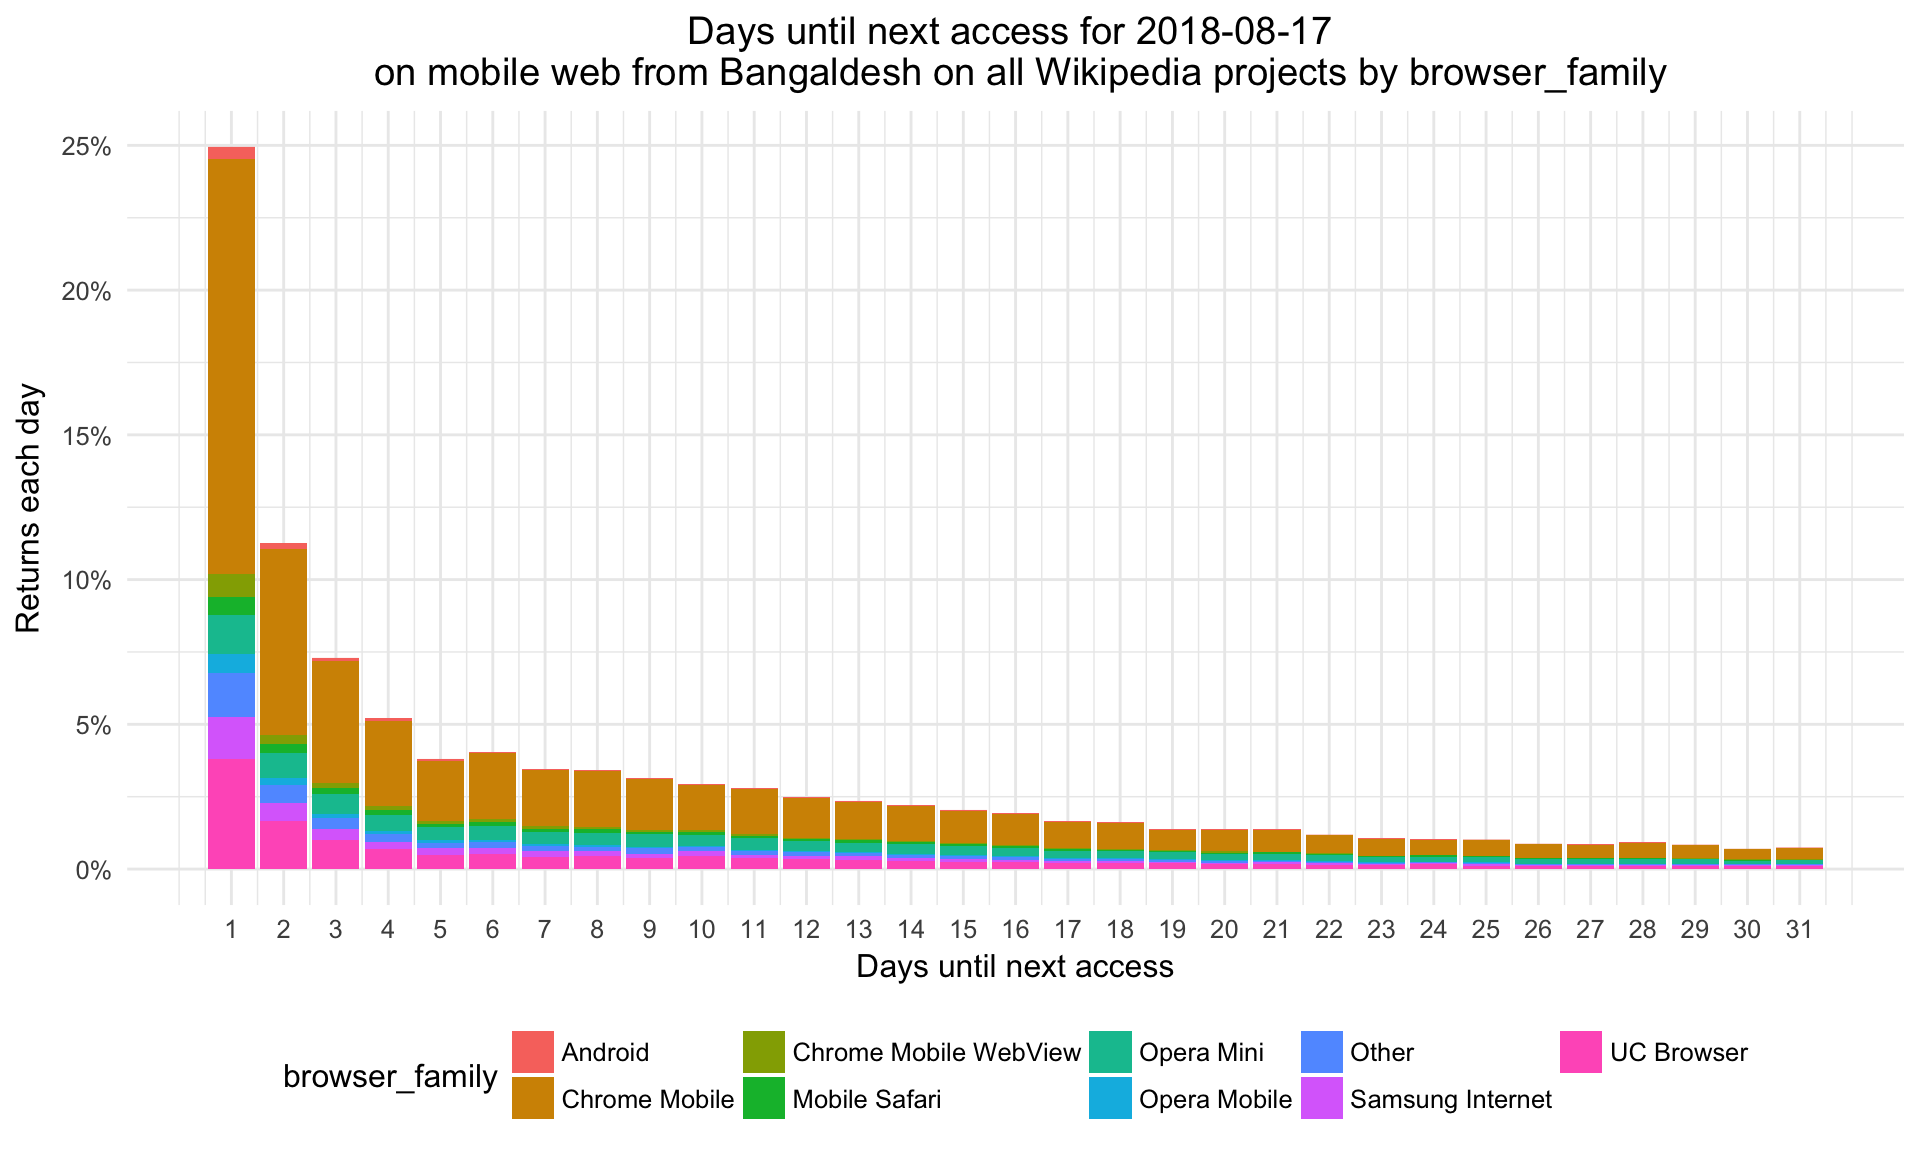 Days until next access for 2018-08-17
on mobile web from Bangaldesh on all Wikipedia projects by browser_family
25%
20%
15%
10%
5%
0%
Returns each day
1 2 3 4 5 6 7 8 9 10 11 12 13 14 15 16 17 18 19 20 21 22 23 24 25 26 27 28 29 30 31
Days until next access
browser_family
Android Chrome Mobile WebView Opera Mini Other UC Browser
Chrome Mobile Mobile Safari Opera Mobile Samsung Internet